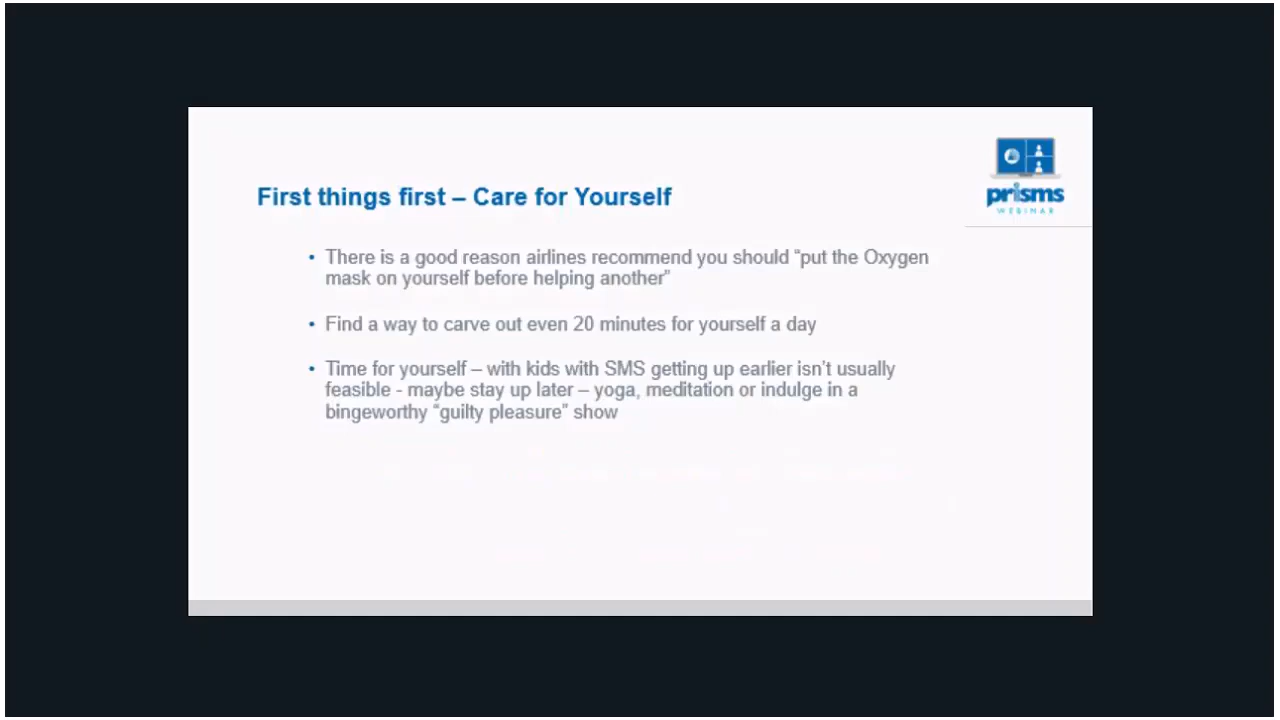 First things first – Care for Yourself
prisms
WEBINAR
• There is a good reason airlines recommend you should “put the Oxygen
mask on yourself before helping another”
• Find a way to carve out even 20 minutes for yourself a day
• Time for yourself – with kids with SMS getting up earlier isn’t usually
feasible - maybe stay up later – yoga, meditation or indulge in a
bingeworthy “guilty pleasure” show